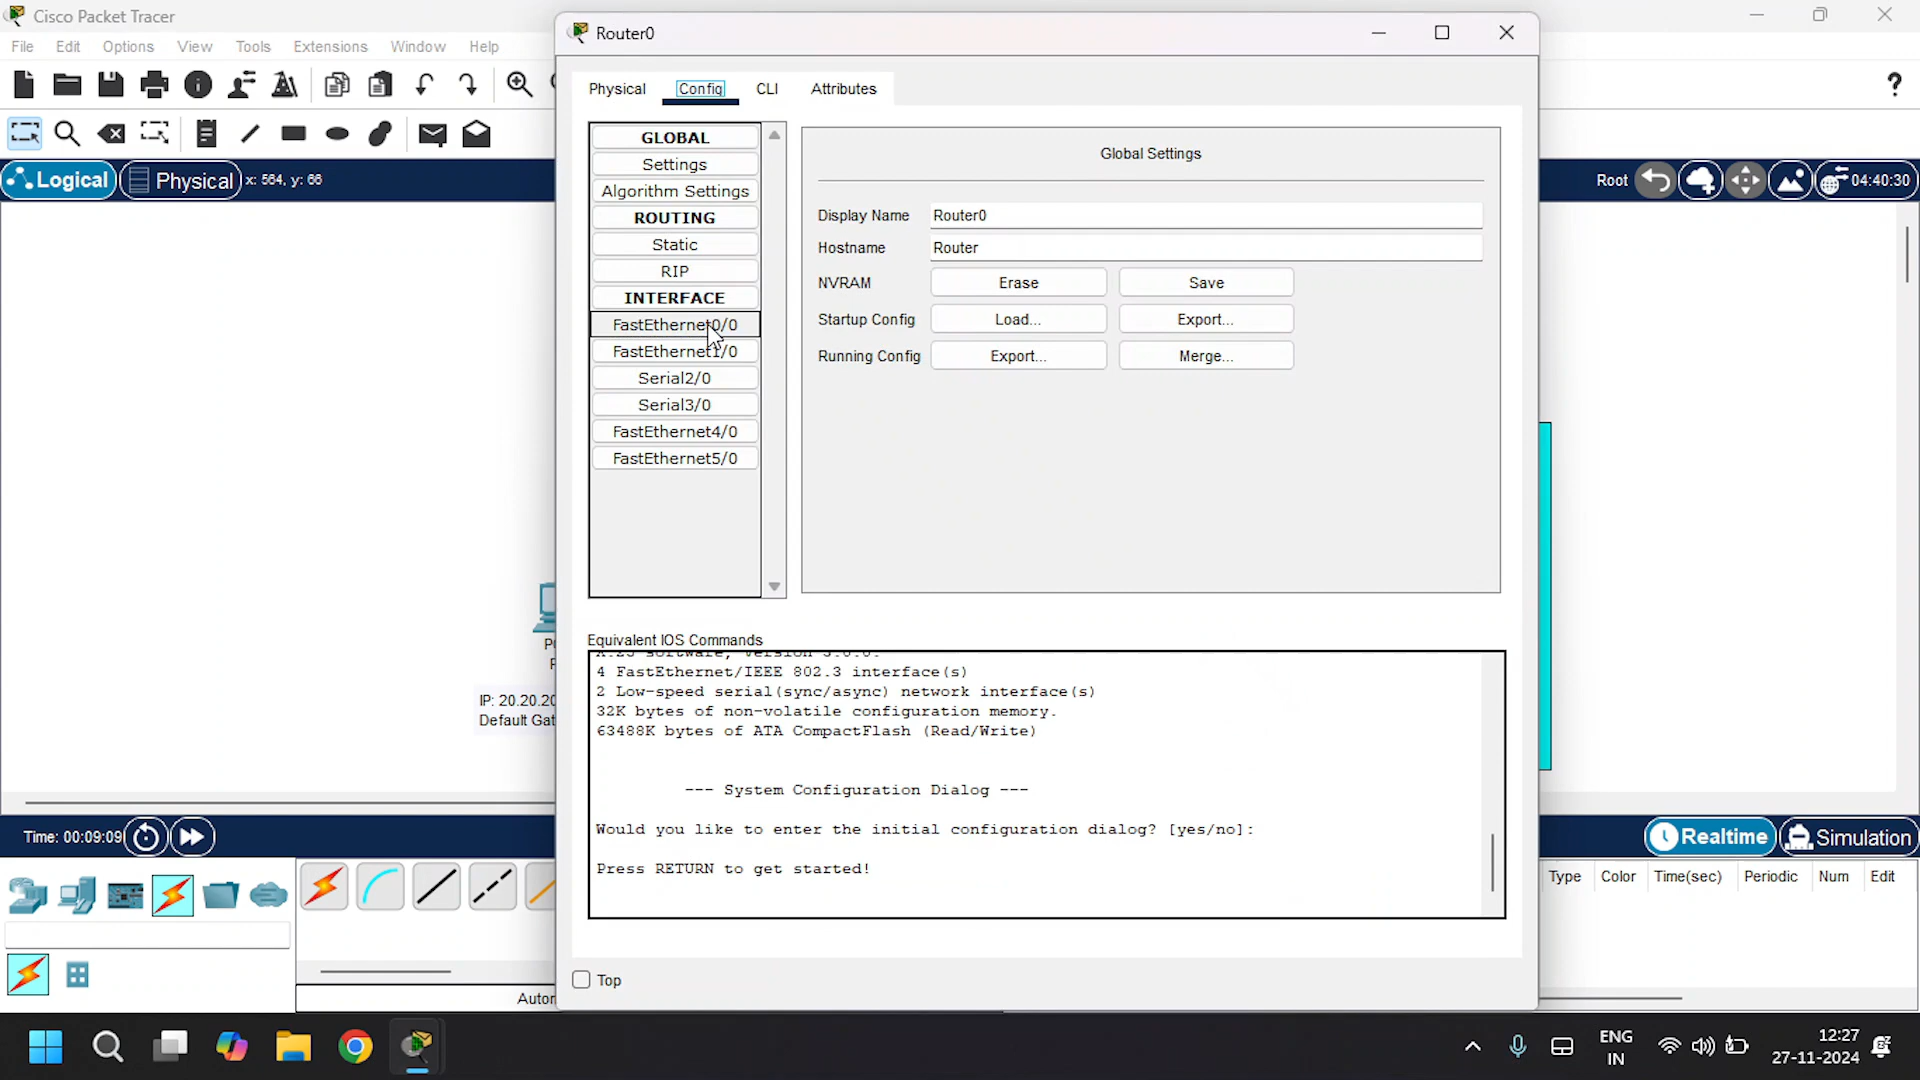 Cisco Packet Tracer
File Edit Options View Tools Extensions Window Help
Logical Physical x: 564, y: 66
Root 04:40:30
Router0
Physical Config CLI Attributes
GLOBAL
Settings
Algorithm Settings
ROUTING
Static
RIP
INTERFACE
FastEthernet0/0
FastEthernet1/0
Serial2/0
Serial3/0
FastEthernet4/0
FastEthernet5/0
Global Settings
Display Name Router0
Hostname Router
NVRAM Erase Save
Startup Config Load... Export...
Running Config Export... Merge...
IP: 20.20.20
Default Gat
Equivalent IOS Commands
4 FastEthernet/IEEE 802.3 interface(s)
2 Low-speed serial(sync/async) network interface(s)
32K bytes of non-volatile configuration memory.
63488K bytes of ATA CompactFlash (Read/Write)
--- System Configuration Dialog ---
Would you like to enter the initial configuration dialog? [yes/no]:
Press RETURN to get started!
Top
Time: 00:09:09
Realtime Simulation
Type Color Time(sec) Periodic Num Edit
Autor
ENG
IN
12:27
27-11-2024